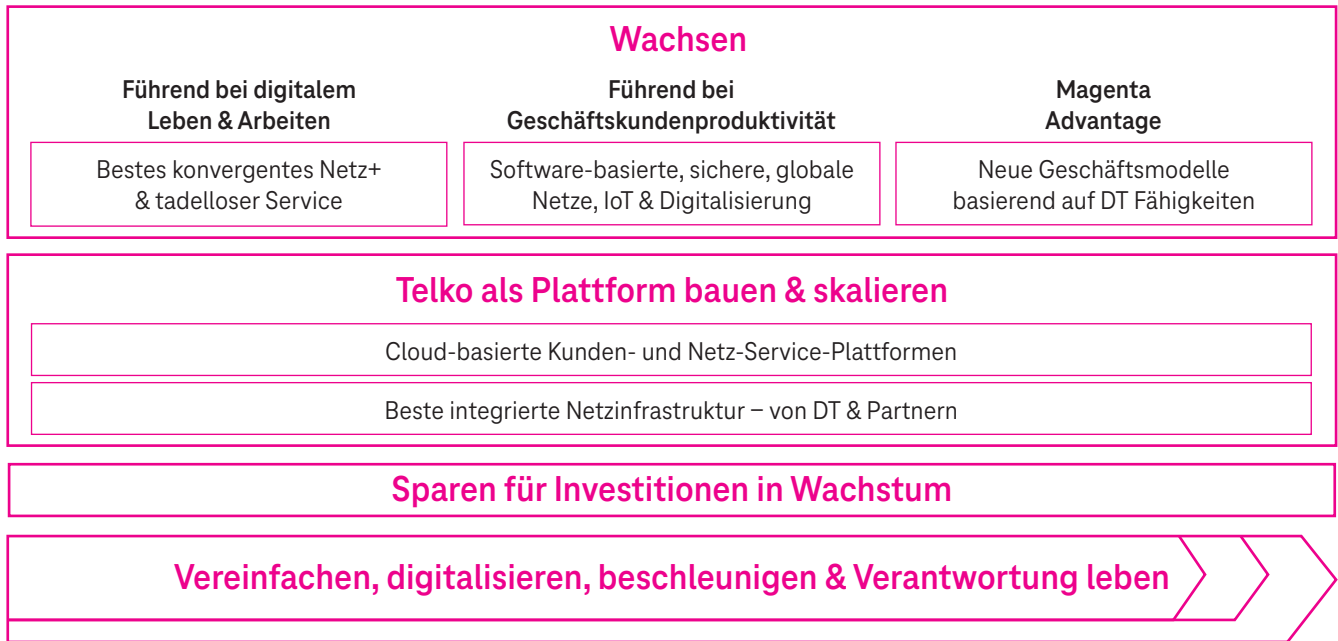 Wachsen
Führend bei digitalem
Leben & Arbeiten
Bestes konvergentes Netz+
& tadelloser Service
Führend bei
Geschäftskundenproduktivität
Software-basierte, sichere, globale
Netze, IoT & Digitalisierung
Magenta
Advantage
Neue Geschäftsmodelle
basierend auf DT Fähigkeiten
Telko als Plattform bauen & skalieren
Cloud-basierte Kunden- und Netz-Service-Plattformen
Beste integrierte Netzinfrastruktur – von DT & Partnern
Sparen für Investitionen in Wachstum
Vereinfachen, digitalisieren, beschleunigen & Verantwortung leben